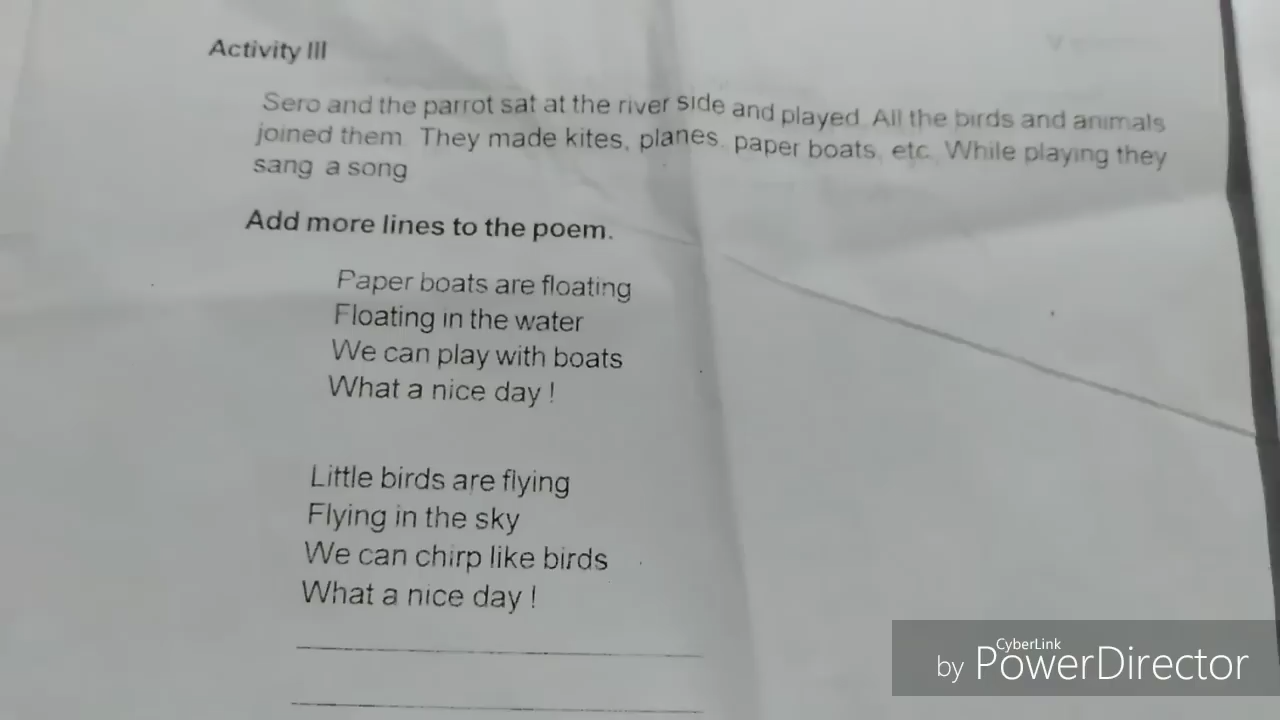 Activity III
Sero and the parrot sat at the river side and played. All the birds and animals
joined them. They made kites, planes, paper boats, etc. While playing they
sang a song
Add more lines to the poem.
Paper boats are floating
Floating in the water
We can play with boats
What a nice day !
Little birds are flying
Flying in the sky
We can chirp like birds
What a nice day !
by CyberLink PowerDirector